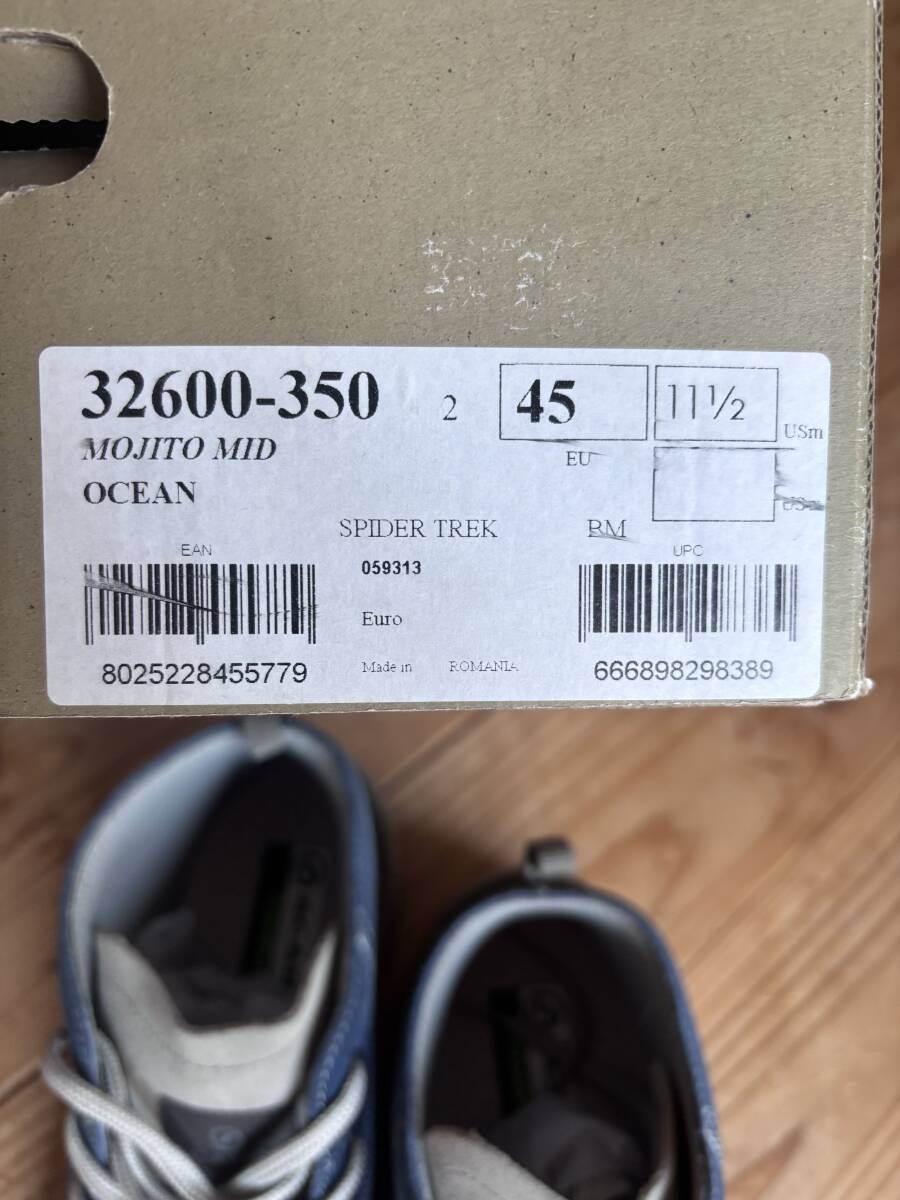 32600-350 2 45 11½ USm
MOJITO MID EU
OCEAN
SPIDER TREK BM
EAN 059313 UPC
Euro
8025228455779 Made in ROMANIA 666898298389